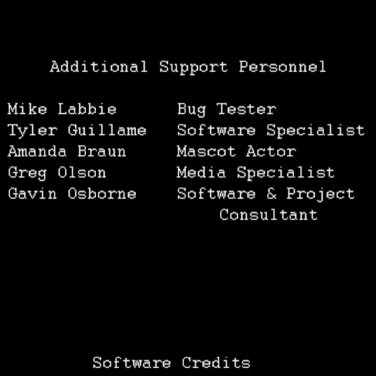 Additional Support Personnel
Mike Labbie Bug Tester
Tyler Guillame Software Specialist
Amanda Braun Mascot Actor
Greg Olson Media Specialist
Gavin Osborne Software & Project
Consultant
Software Credits